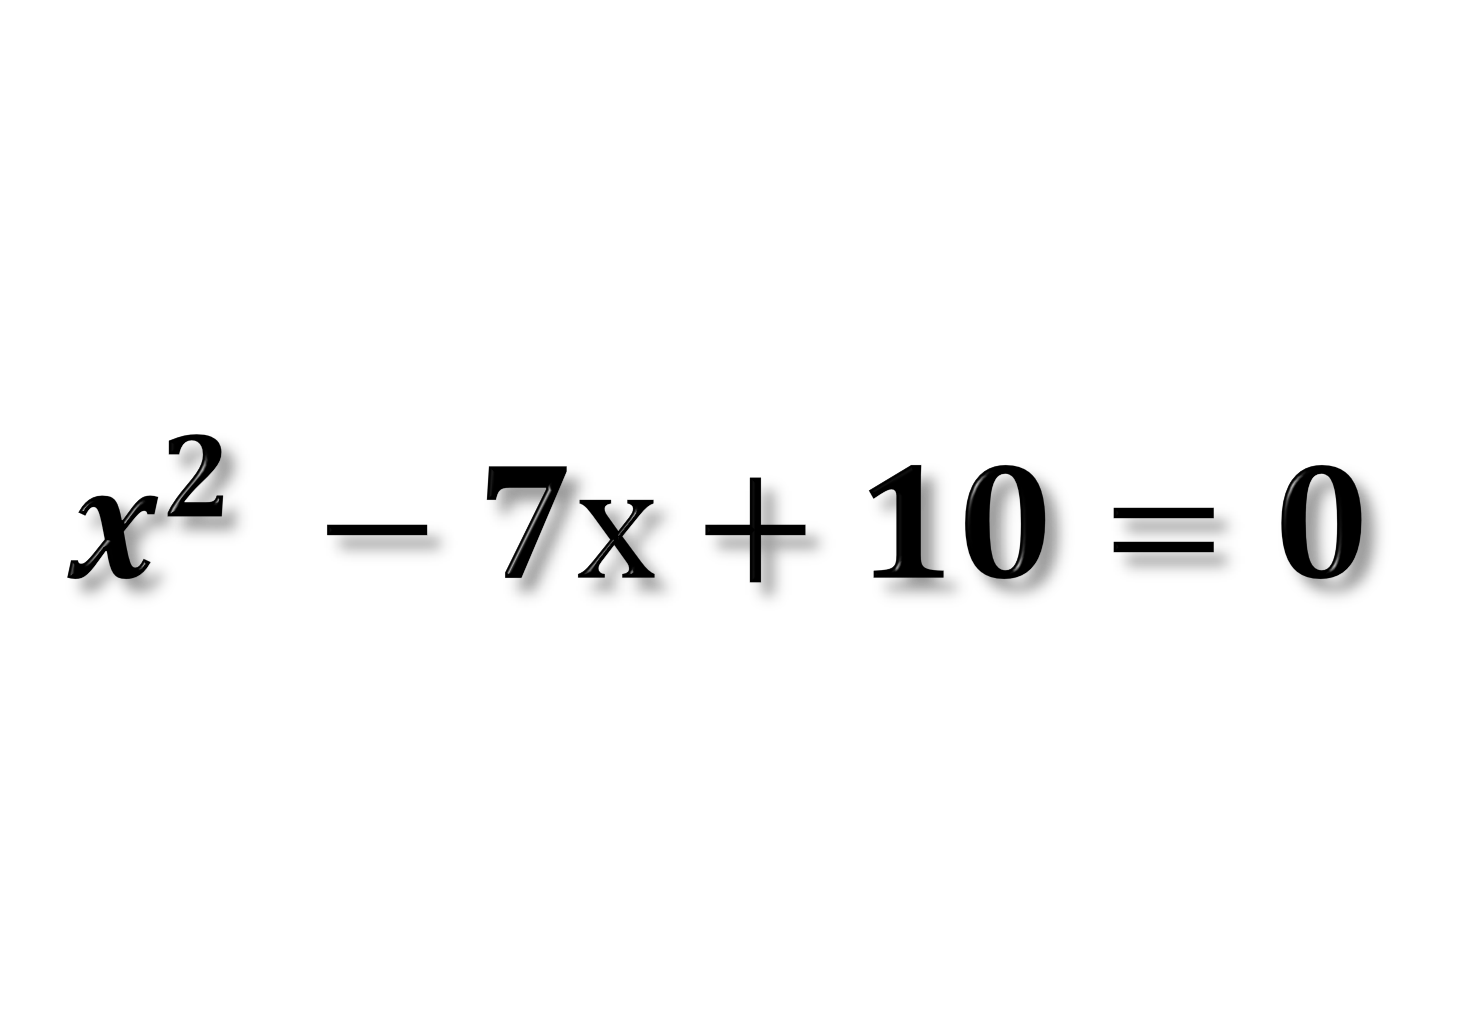 x² − 7x + 10 = 0